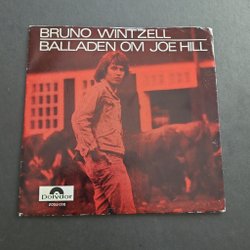 BRUNO WINTZELL
BALLADEN OM JOE HILL
Polydor